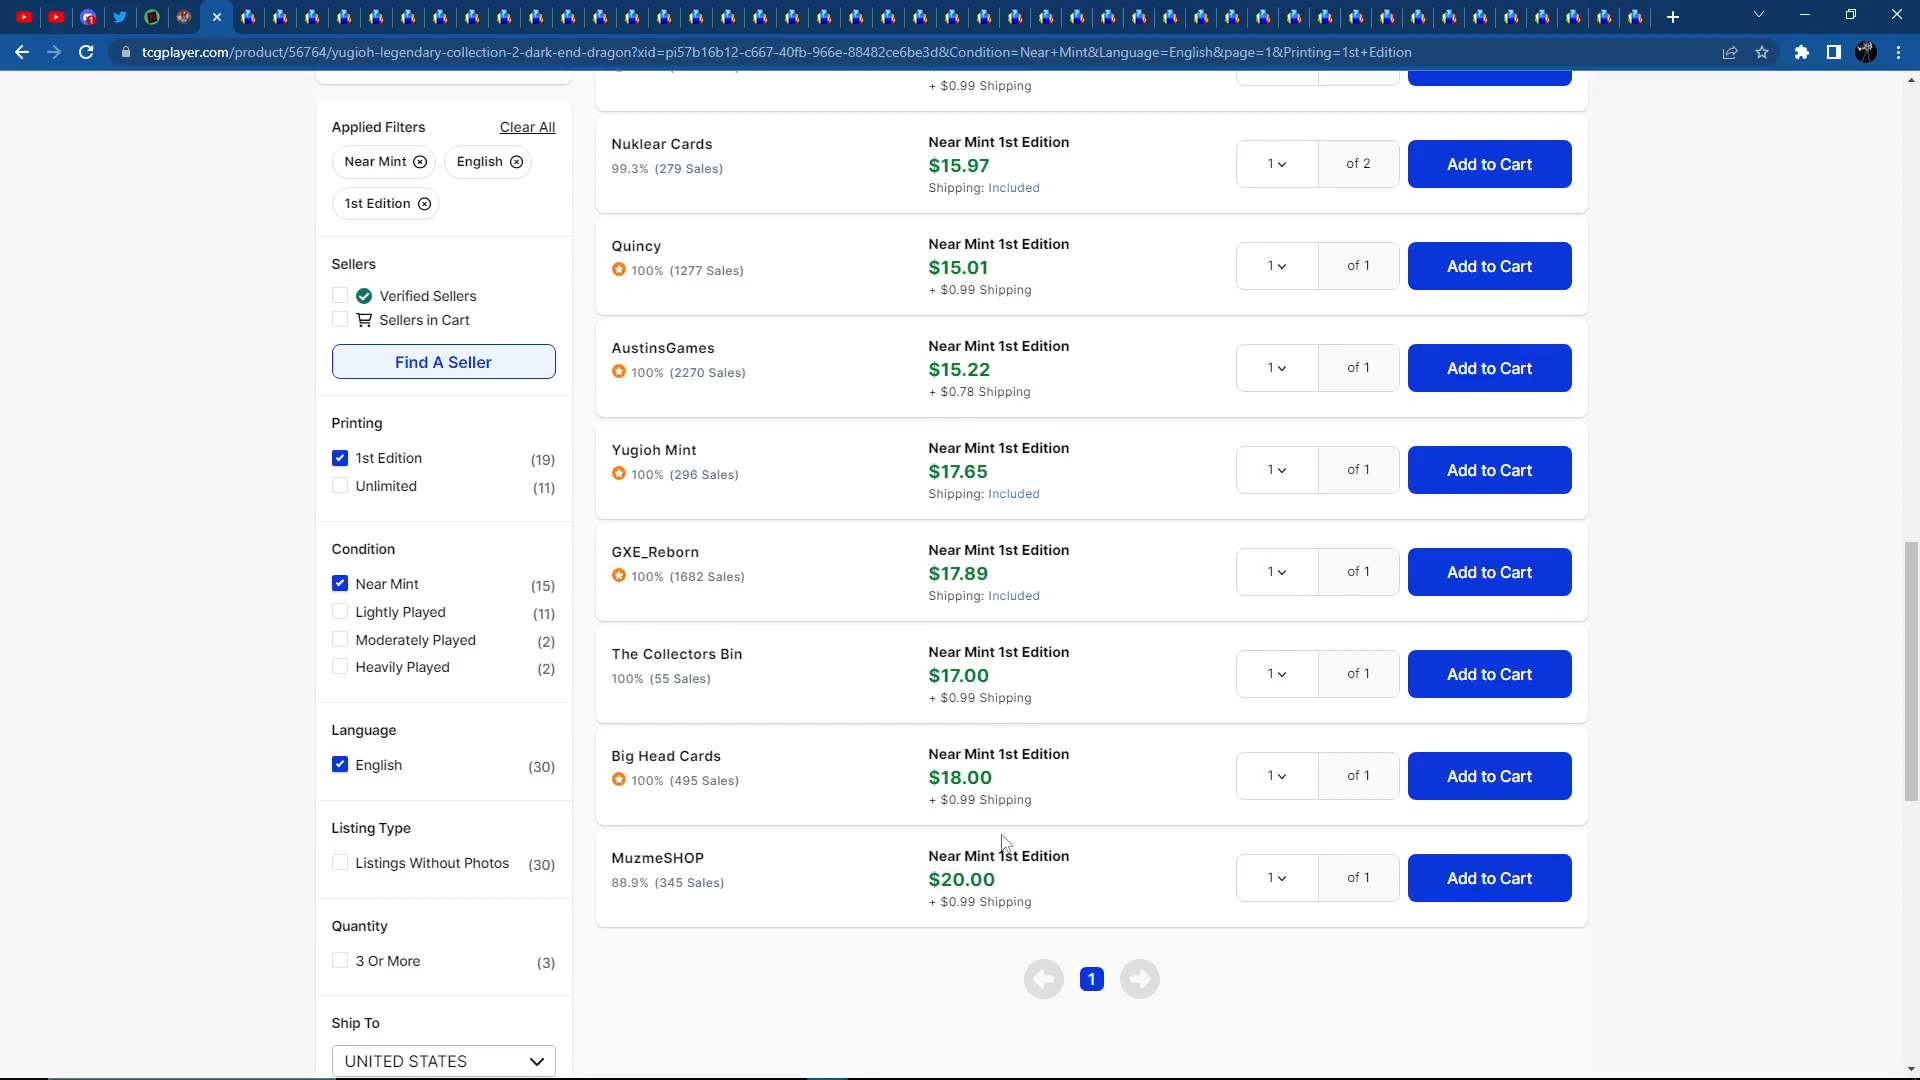 tcgplayer.com/product/56764/yugioh-legendary-collection-2-dark-end-dragon?xid=pi57b16b12-c667-40fb-966e-88482ce6be3d&Condition=Near+Mint&Language=English&page=1&Printing=1st+Edition
Applied Filters
Clear All
Near Mint
English
1st Edition
Sellers
Verified Sellers
Sellers in Cart
Find A Seller
Printing
1st Edition (19)
Unlimited (11)
Condition
Near Mint (15)
Lightly Played (11)
Moderately Played (2)
Heavily Played (2)
Language
English (30)
Listing Type
Listings Without Photos (30)
Quantity
3 Or More (3)
Ship To
UNITED STATES
+ $0.99 Shipping
Nuklear Cards
99.3% (279 Sales)
Near Mint 1st Edition
$15.97
Shipping: Included
1 of 2
Add to Cart
Quincy
100% (1277 Sales)
Near Mint 1st Edition
$15.01
+ $0.99 Shipping
1 of 1
Add to Cart
AustinsGames
100% (2270 Sales)
Near Mint 1st Edition
$15.22
+ $0.78 Shipping
1 of 1
Add to Cart
Yugioh Mint
100% (296 Sales)
Near Mint 1st Edition
$17.65
Shipping: Included
1 of 1
Add to Cart
GXE_Reborn
100% (1682 Sales)
Near Mint 1st Edition
$17.89
Shipping: Included
1 of 1
Add to Cart
The Collectors Bin
100% (55 Sales)
Near Mint 1st Edition
$17.00
+ $0.99 Shipping
1 of 1
Add to Cart
Big Head Cards
100% (495 Sales)
Near Mint 1st Edition
$18.00
+ $0.99 Shipping
1 of 1
Add to Cart
MuzmeSHOP
88.9% (345 Sales)
Near Mint 1st Edition
$20.00
+ $0.99 Shipping
1 of 1
Add to Cart
1